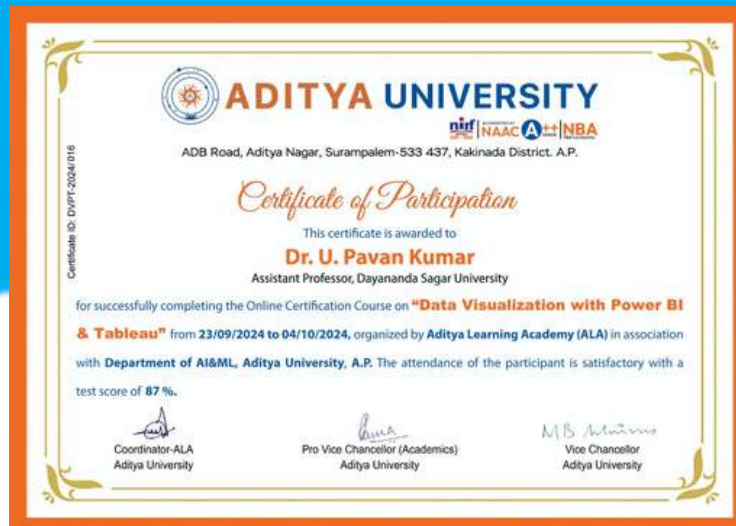 ADITYA UNIVERSITY
nirf ACCREDITED BY NAAC A++ NBA
ADB Road, Aditya Nagar, Surampalem-533 437, Kakinada District. A.P.
Certificate ID: DVPT-2024/016
Certificate of Participation
This certificate is awarded to
Dr. U. Pavan Kumar
Assistant Professor, Dayananda Sagar University
for successfully completing the Online Certification Course on "Data Visualization with Power BI
& Tableau" from 23/09/2024 to 04/10/2024, organized by Aditya Learning Academy (ALA) in association
with Department of AI&ML, Aditya University, A.P. The attendance of the participant is satisfactory with a
test score of 87 %.
Coordinator-ALA
Aditya University
Pro Vice Chancellor (Academics)
Aditya University
Vice Chancellor
Aditya University